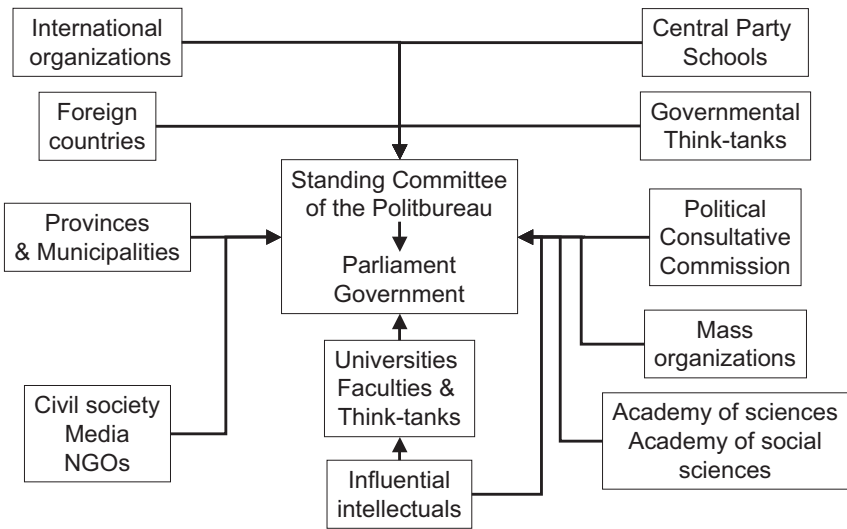 International
organizations
Central Party
Schools
Foreign
countries
Governmental
Think-tanks
Standing Committee
of the Politbureau
Parliament
Government
Provinces
& Municipalities
Political
Consultative
Commission
Universities
Faculties &
Think-tanks
Mass
organizations
Civil society
Media
NGOs
Academy of sciences
Academy of social
sciences
Influential
intellectuals